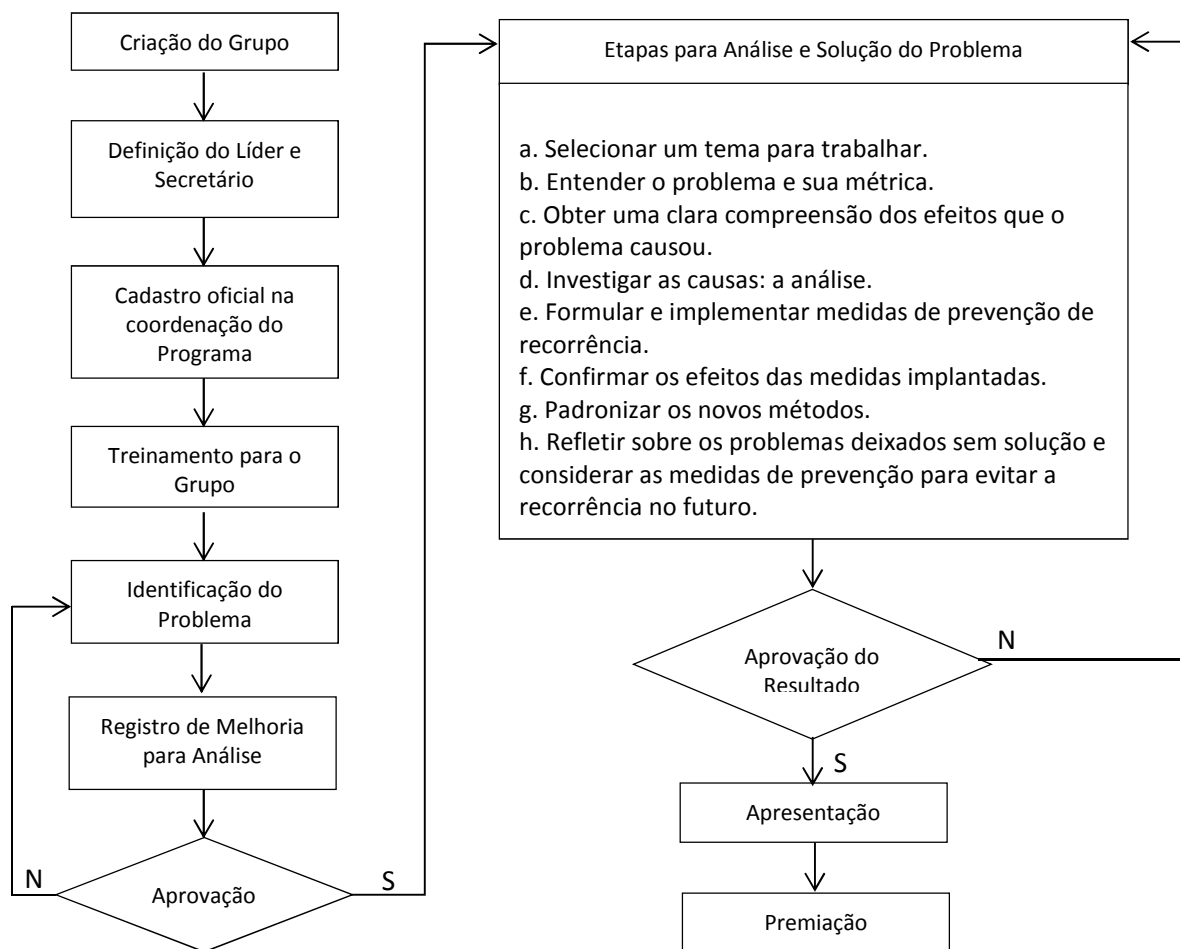 Criação do Grupo
Definição do Líder e
Secretário
Cadastro oficial na
coordenação do
Programa
Treinamento para o
Grupo
Identificação do
Problema
Registro de Melhoria
para Análise
N
Aprovação
S
Etapas para Análise e Solução do Problema
a. Selecionar um tema para trabalhar.
b. Entender o problema e sua métrica.
c. Obter uma clara compreensão dos efeitos que o
problema causou.
d. Investigar as causas: a análise.
e. Formular e implementar medidas de prevenção de
recorrência.
f. Confirmar os efeitos das medidas implantadas.
g. Padronizar os novos métodos.
h. Refletir sobre os problemas deixados sem solução e
considerar as medidas de prevenção para evitar a
recorrência no futuro.
Aprovação do
Resultado
N
S
Apresentação
Premiação